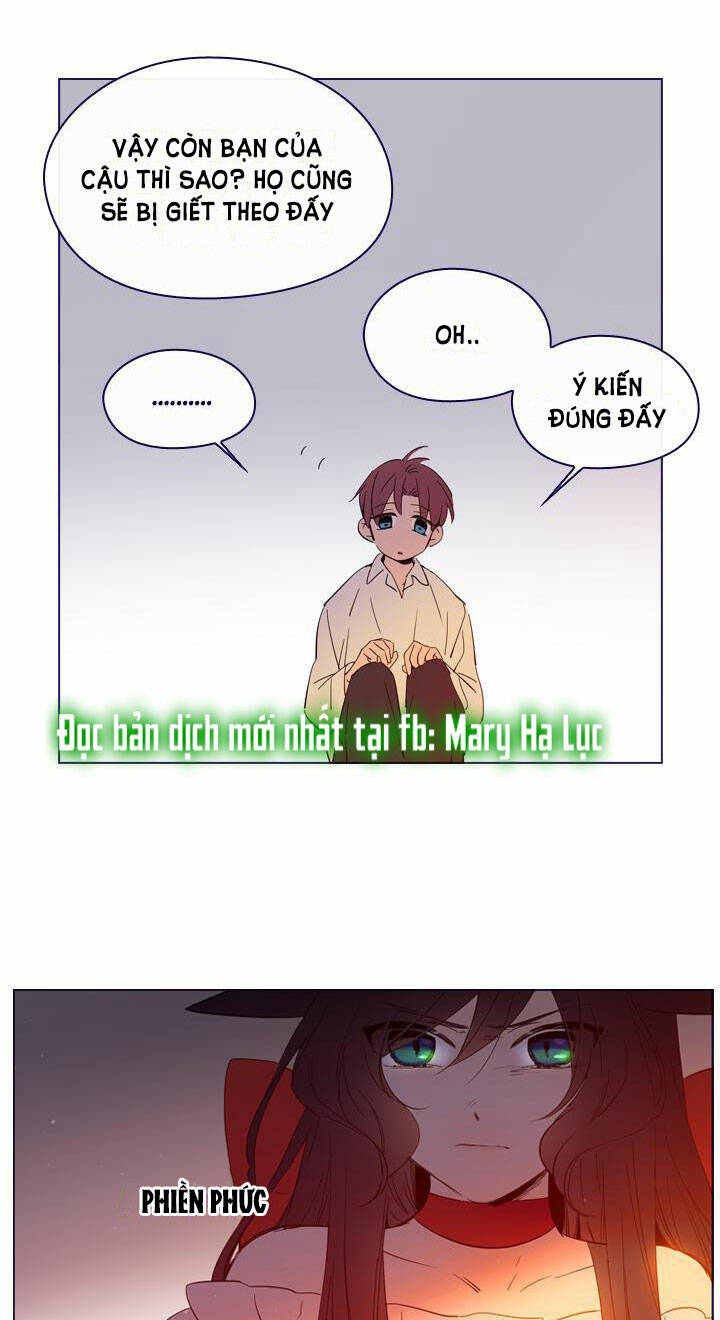 VẬY CÒN BẠN CỦA
CẬU THÌ SAO? HỌ CŨNG
SẼ BỊ GIẾT THEO ĐẤY
OH..
...........
Ý KIẾN
ĐÚNG ĐẤY
Đọc bản dịch mới nhất tại fb: Mary Hạ Lục
PHIỀN PHỨC